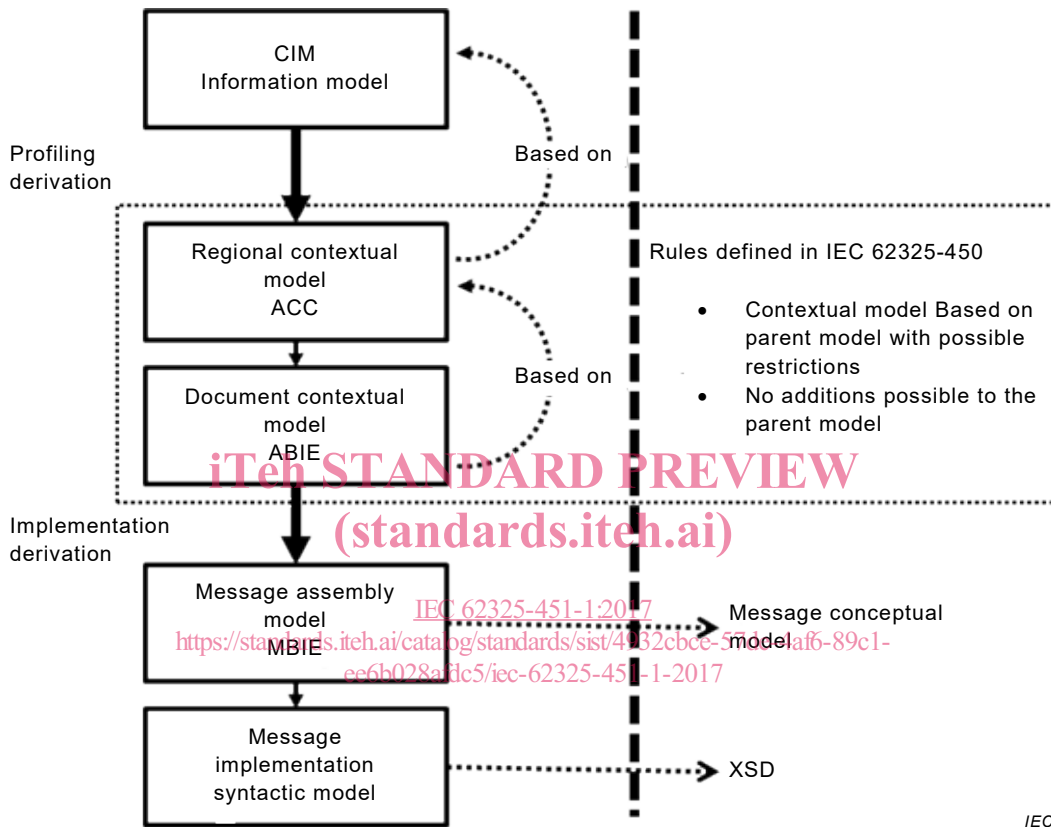 CIM
Information model
Profiling
derivation
Based on
Regional contextual
model
ACC
Rules defined in IEC 62325-450
• Contextual model Based on
parent model with possible
restrictions
• No additions possible to the
parent model
Based on
Document contextual
model
ABIE
iTeh STANDARD PREVIEW
(standards.iteh.ai)
Implementation
derivation
Message assembly
model
MBIE
IEC 62325-451-1:2017
https://standards.iteh.ai/catalog/standards/sist/4932cbce-57de-4af6-89c1-
ee6b028afdc5/iec-62325-451-1-2017
Message conceptual
model
Message
implementation
syntactic model
XSD
IEC